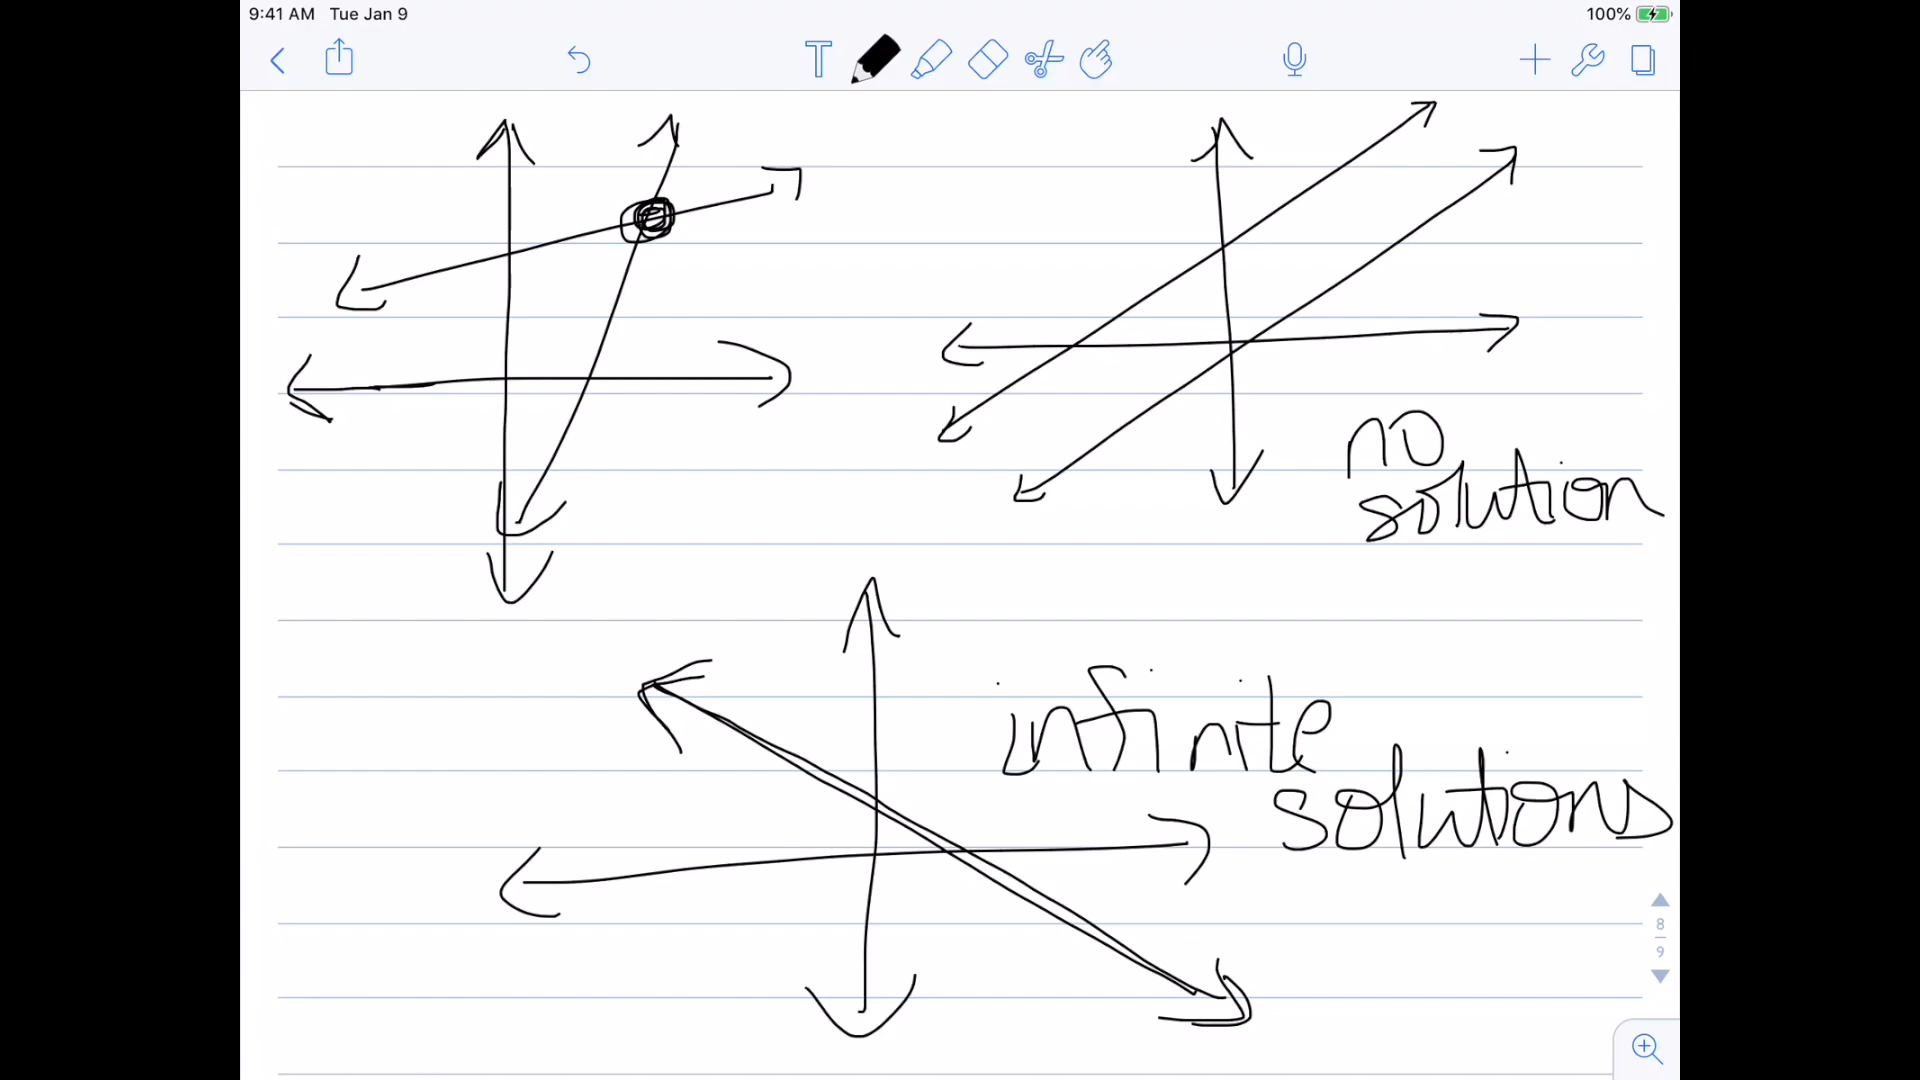 9:41 AM Tue Jan 9
100%
T
no
solution
infinite
solutions
8
9